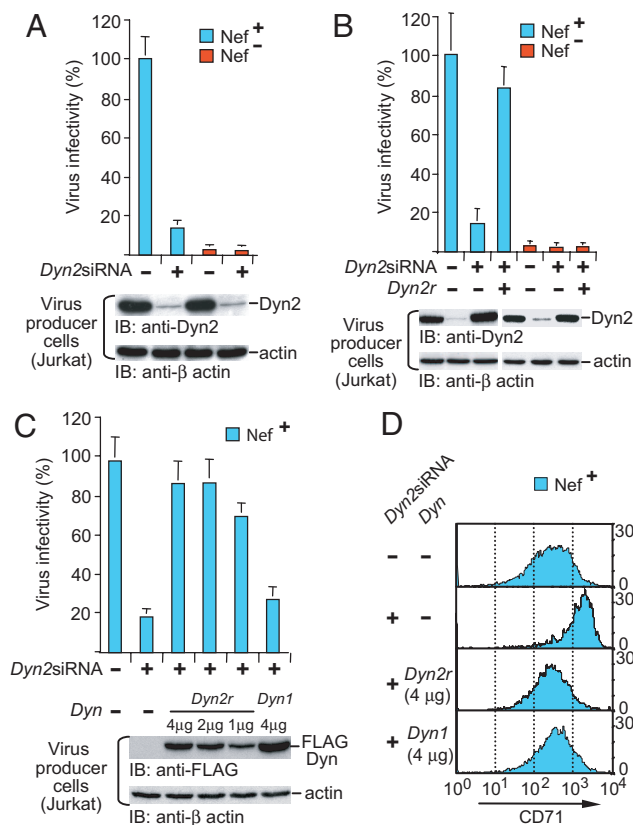 A
Nef +
Nef −
Virus infectivity (%)
100
80
60
40
20
Dyn2siRNA − + − +
Virus producer cells (Jurkat)
Dyn2
IB: anti-Dyn2
actin
IB: anti-β actin
B
Nef +
Nef −
Virus infectivity (%)
120
100
80
60
40
20
Dyn2siRNA − + + − + +
Dyn2r − − + − − +
Virus producer cells (Jurkat)
Dyn2
IB: anti-Dyn2
actin
IB: anti-β actin
C
Nef +
Virus infectivity (%)
120
100
80
60
40
20
Dyn2siRNA − + + + + +
Dyn2r Dyn1
Dyn − − 4µg 2µg 1µg 4µg
Virus producer cells (Jurkat)
FLAG
Dyn
IB: anti-FLAG
actin
IB: anti-β actin
D
Dyn2siRNA
Dyn
Nef +
− −
30
0
+ −
30
0
+ Dyn2r
(4 µg)
30
0
+ Dyn1
(4 µg)
30
0
10⁰ 10¹ 10² 10³ 10⁴
CD71